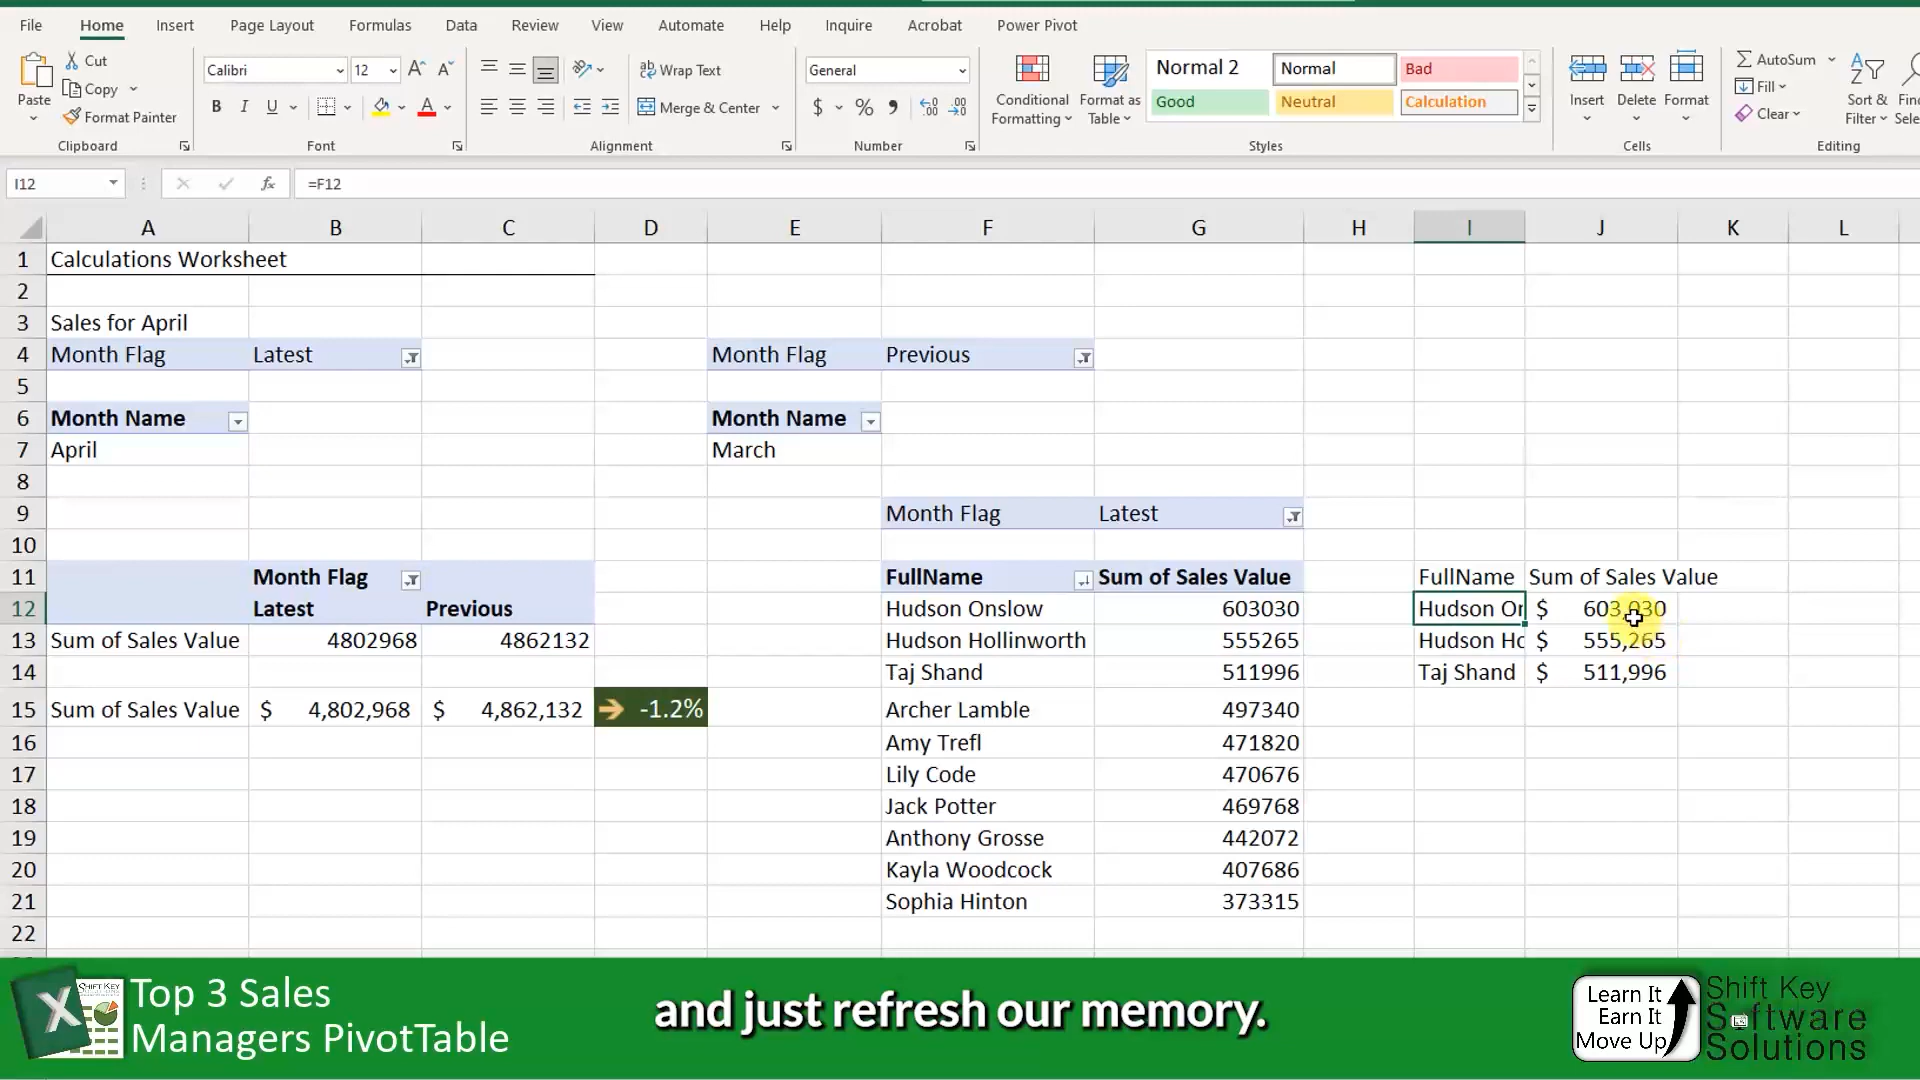 File Home Insert Page Layout Formulas Data Review View Automate Help Inquire Acrobat Power Pivot
Paste Cut Copy Format Painter Clipboard
Calibri 12 B I U Font
Wrap Text Merge & Center Alignment
General $ % Number
Conditional Formatting Format as Table Normal 2 Normal Bad Good Neutral Calculation Styles
Insert Delete Format Cells
AutoSum Fill Clear Sort & Filter Editing
I12 fx =F12
A B C D E F G H I J K L
1 Calculations Worksheet
2
3 Sales for April
4 Month Flag Latest Month Flag Previous
5
6 Month Name Month Name
7 April March
8
9 Month Flag Latest
10
11 Month Flag FullName Sum of Sales Value FullName Sum of Sales Value
12 Latest Previous Hudson Onslow 603030 Hudson Or $ 603,030
13 Sum of Sales Value 4802968 4862132 Hudson Hollinworth 555265 Hudson Ho $ 555,265
14 Taj Shand 511996 Taj Shand $ 511,996
15 Sum of Sales Value $ 4,802,968 $ 4,862,132 -1.2% Archer Lamble 497340
16 Amy Trefl 471820
17 Lily Code 470676
18 Jack Potter 469768
19 Anthony Grosse 442072
20 Kayla Woodcock 407686
21 Sophia Hinton 373315
22
Top 3 Sales
Managers PivotTable
and just refresh our memory.
Learn It
Earn It
Move Up
Shift Key
Software
Solutions